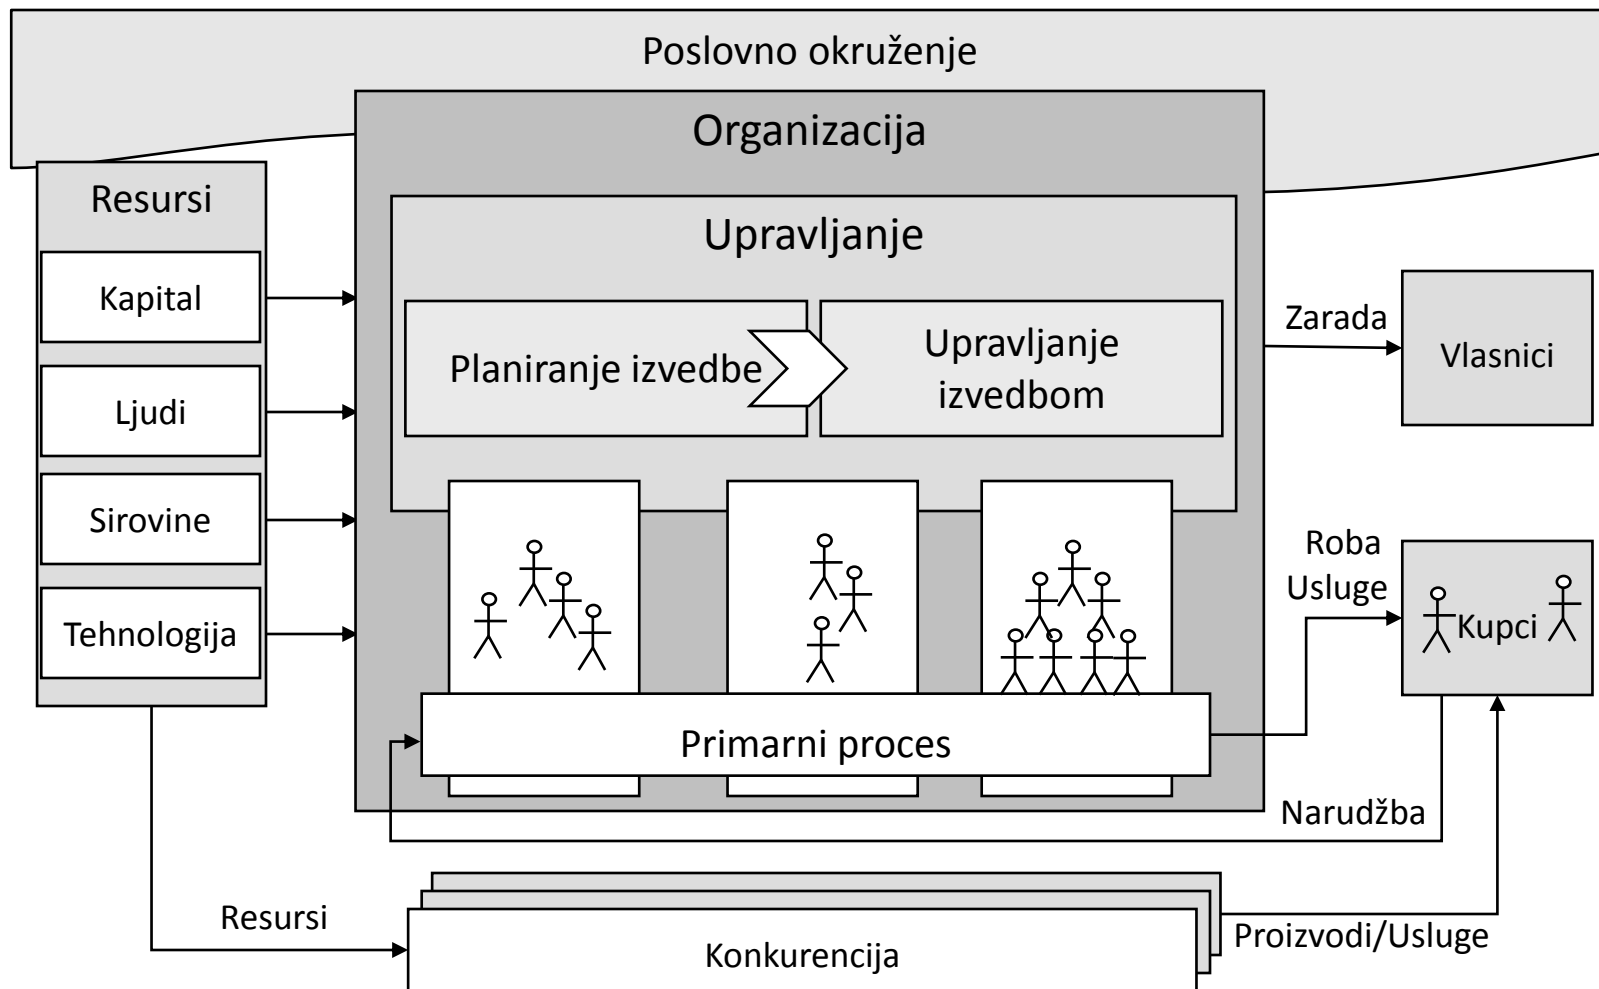 Poslovno okruženje
Organizacija
Resursi
Kapital
Ljudi
Sirovine
Tehnologija
Upravljanje
Planiranje izvedbe
Upravljanje
izvedbom
Zarada
Vlasnici
Roba
Usluge
Kupci
Primarni proces
Narudžba
Resursi
Konkurencija
Proizvodi/Usluge